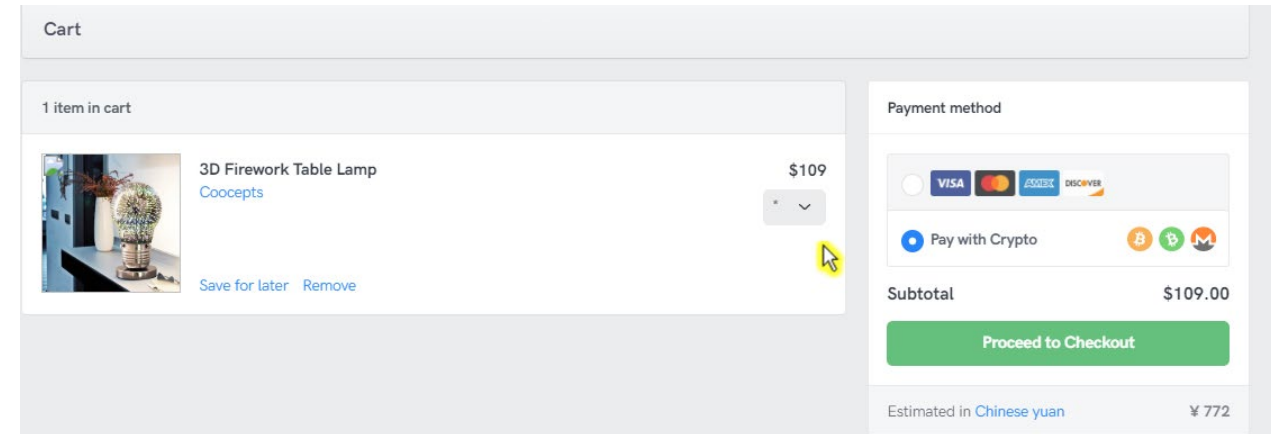 Cart
1 item in cart
3D Firework Table Lamp
$109
Coocepts
Save for later Remove
Payment method
VISA AMEX DISCOVER
Pay with Crypto
Subtotal $109.00
Proceed to Checkout
Estimated in Chinese yuan ¥ 772